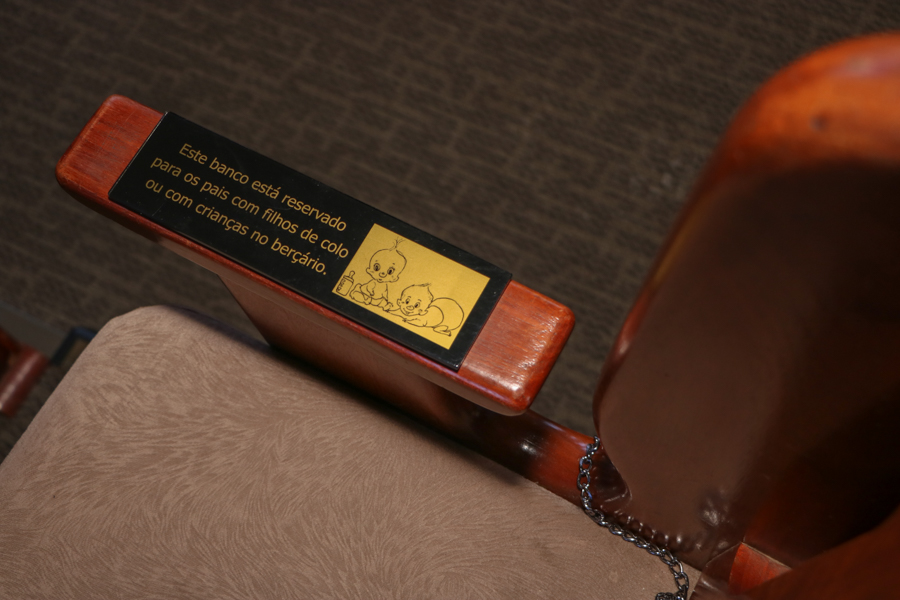 Este banco está reservado
para os pais com filhos de colo
ou com crianças no berçário.